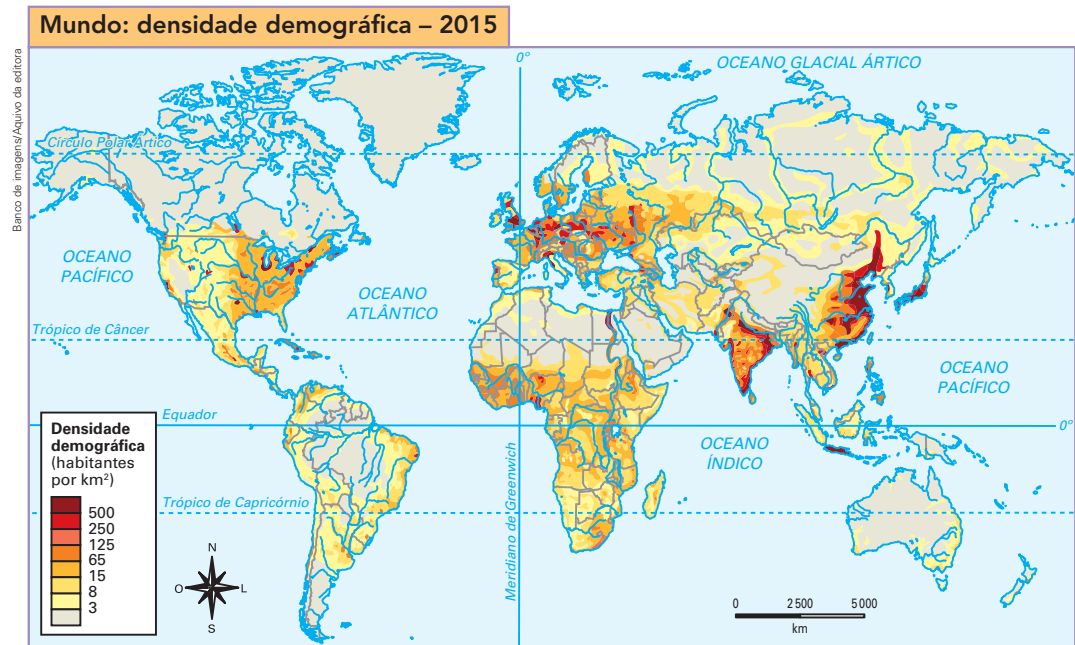 Mundo: densidade demográfica – 2015
Banco de imagens/Aquivo da editora
0°
OCEANO GLACIAL ÁRTICO
Círculo Polar Ártico
OCEANO
PACÍFICO
OCEANO
ATLÂNTICO
Trópico de Câncer
OCEANO
PACÍFICO
Equador
0°
OCEANO
ÍNDICO
Meridiano de Greenwich
Trópico de Capricórnio
Densidade
demográfica
(habitantes
por km²)
500
250
125
65
15
8
3
N
O
L
S
0 2 500 5 000
km